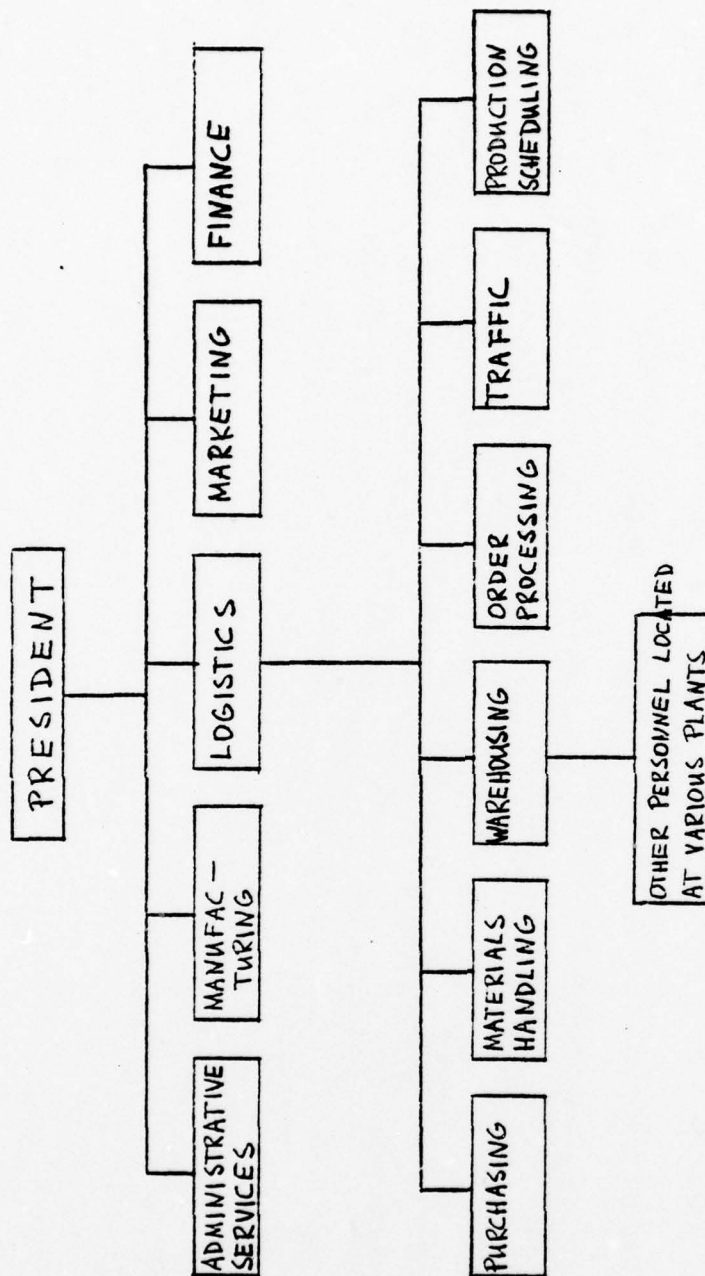 PRESIDENT
ADMINISTRATIVE
SERVICES
MANUFAC-
TURING
LOGISTICS
MARKETING
FINANCE
PURCHASING
MATERIALS
HANDLING
WAREHOUSING
ORDER
PROCESSING
TRAFFIC
PRODUCTION
SCHEDULING
OTHER PERSONNEL LOCATED
AT VARIOUS PLANTS